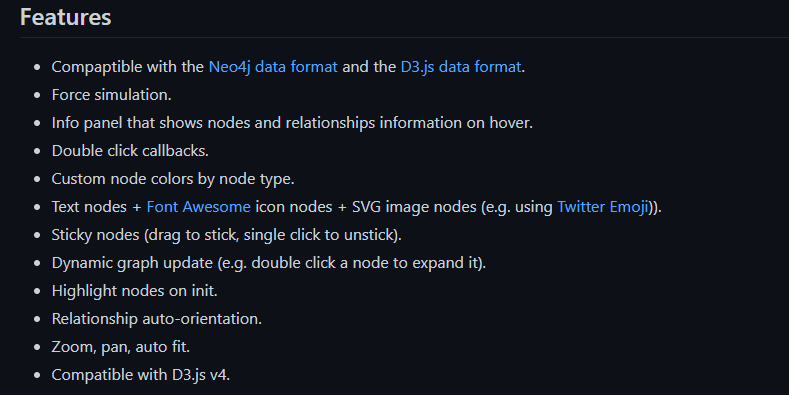 Features
Compaptible with the Neo4j data format and the D3.js data format.
Force simulation.
Info panel that shows nodes and relationships information on hover.
Double click callbacks.
Custom node colors by node type.
Text nodes + Font Awesome icon nodes + SVG image nodes (e.g. using Twitter Emoji)).
Sticky nodes (drag to stick, single click to unstick).
Dynamic graph update (e.g. double click a node to expand it).
Highlight nodes on init.
Relationship auto-orientation.
Zoom, pan, auto fit.
Compatible with D3.js v4.